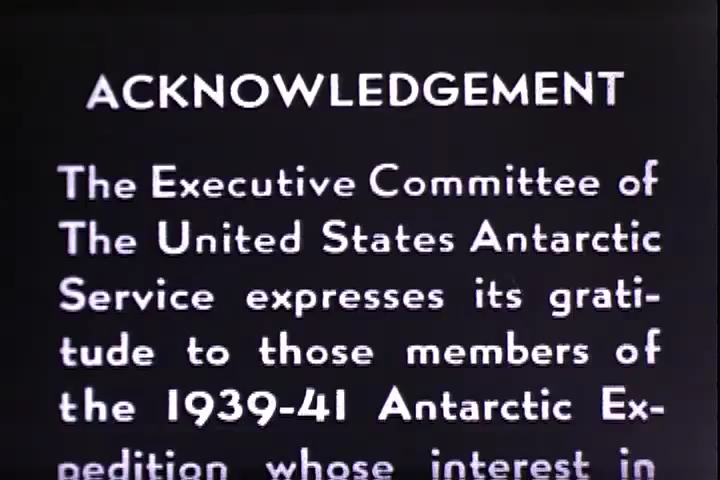 ACKNOWLEDGEMENT
The Executive Committee of
The United States Antarctic
Service expresses its grati-
tude to those members of
the 1939-41 Antarctic Ex-
pedition whose interest in